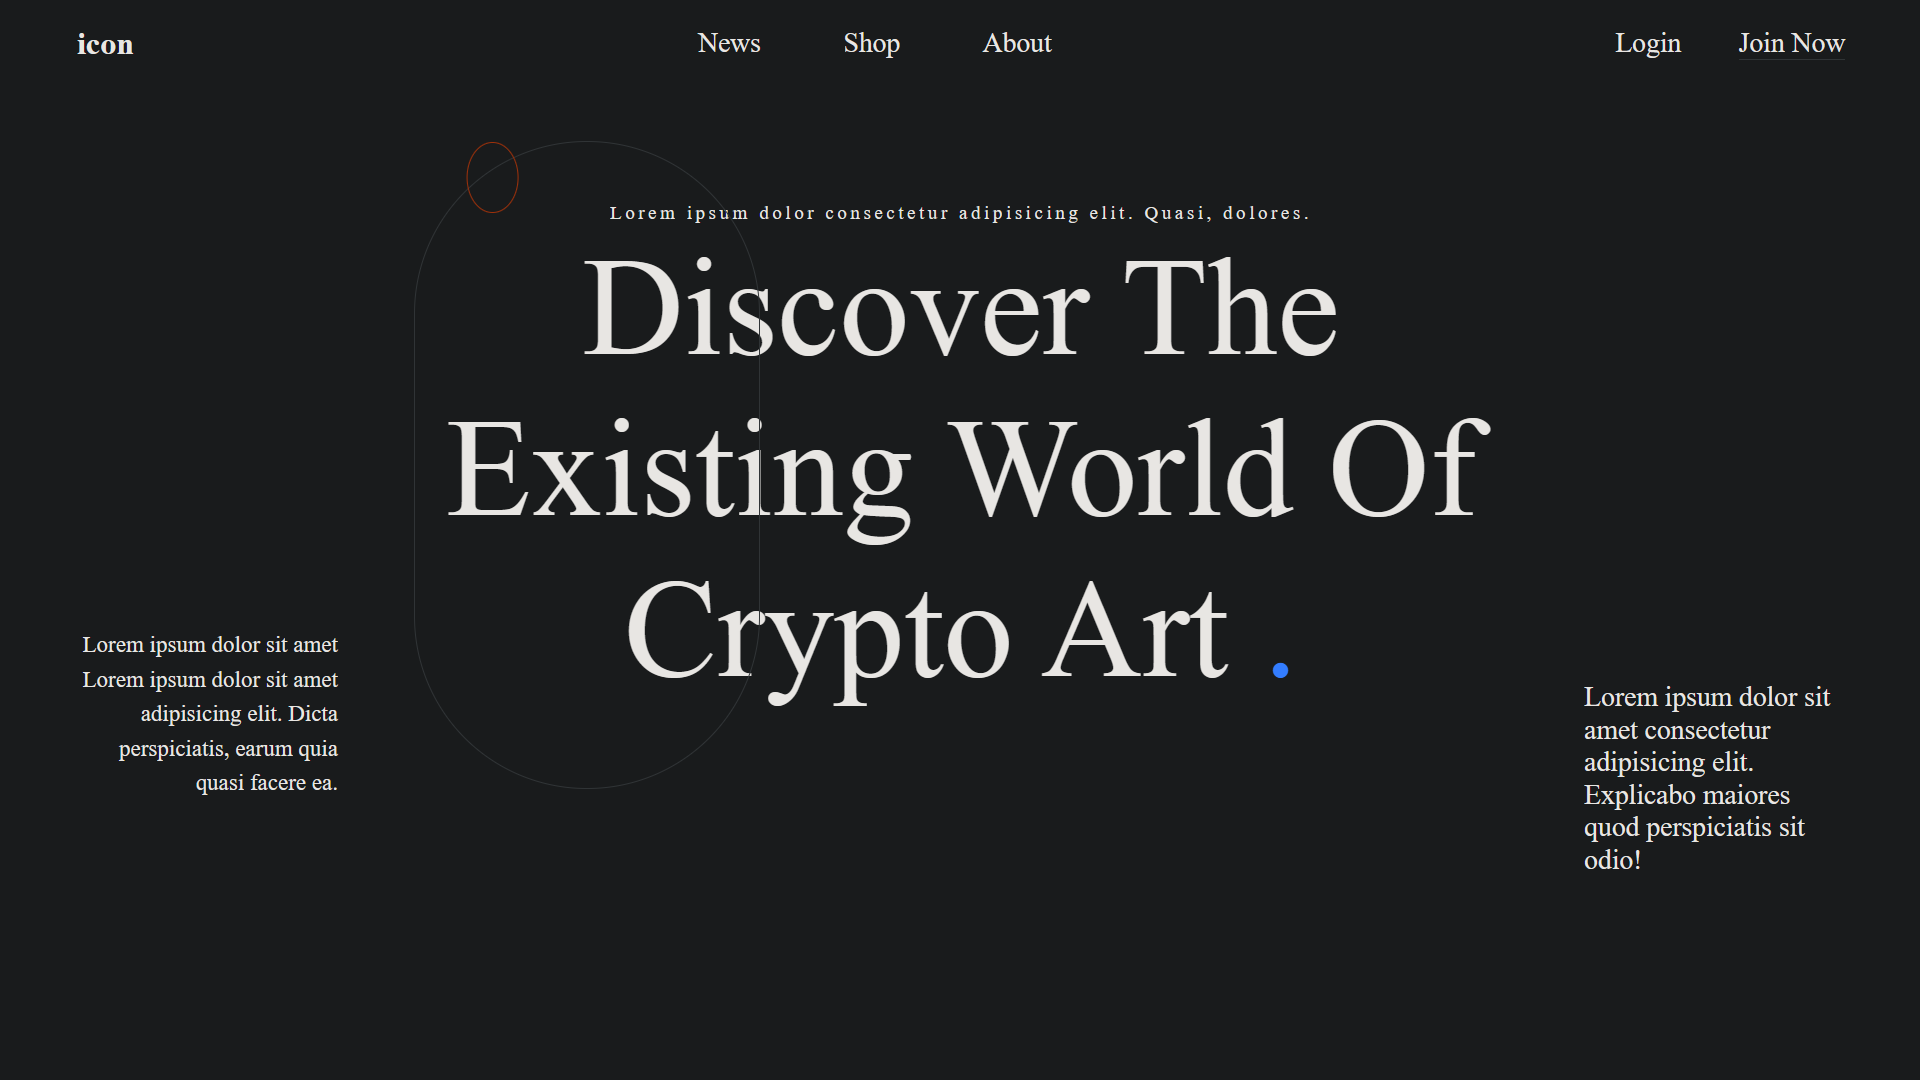 icon
News
Shop
About
Login
Join Now
Lorem ipsum dolor consectetur adipisicing elit. Quasi, dolores.
Discover The
Existing World Of
Crypto Art .
Lorem ipsum dolor sit amet
Lorem ipsum dolor sit amet
adipisicing elit. Dicta
perspiciatis, earum quia
quasi facere ea.
Lorem ipsum dolor sit
amet consectetur
adipisicing elit.
Explicabo maiores
quod perspiciatis sit
odio!